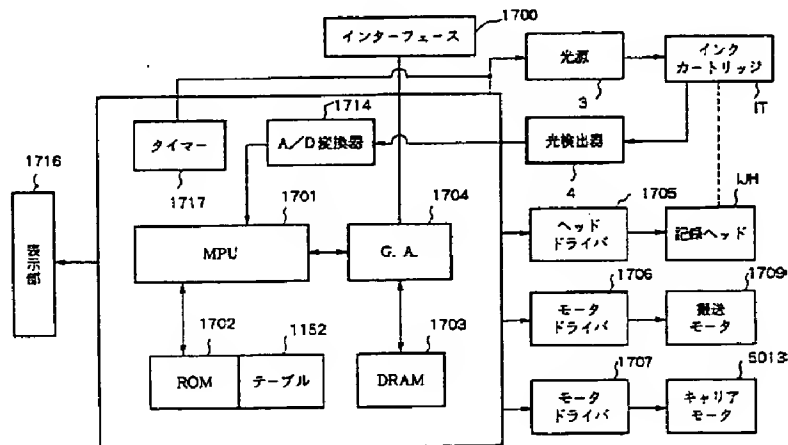 1700
インターフェース
光源
3
インク
カートリッジ
IT
1714
A/D変換器
タイマー
1717
光検出器
4
1716
表示部
1701
MPU
1704
G. A.
1705
ヘッド
ドライバ
IJH
記録ヘッド
1706
モータ
ドライバ
1709
搬送
モータ
1702
ROM
1152
テーブル
1703
DRAM
1707
モータ
ドライバ
5013
キャリア
モータ